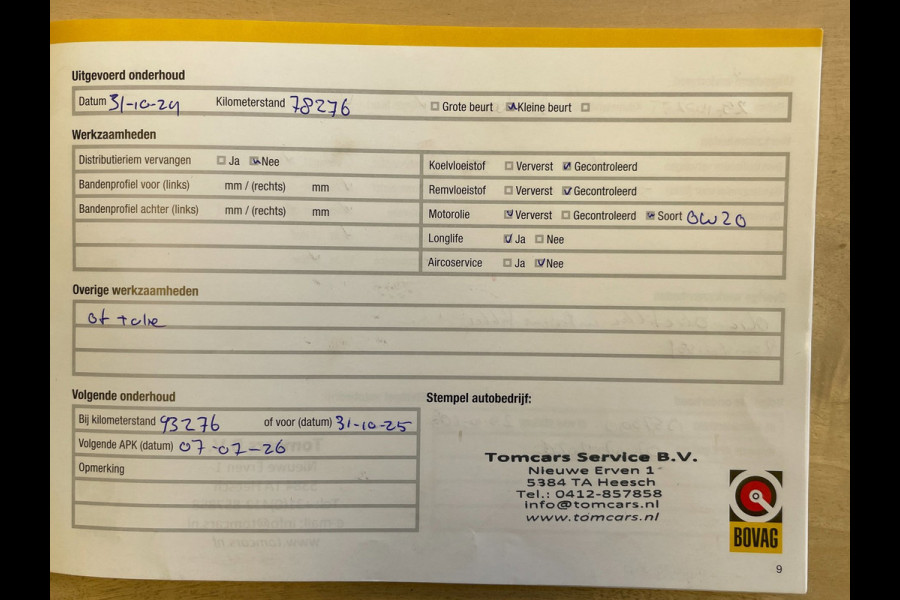 Uitgevoerd onderhoud
Datum 31-10-24 Kilometerstand 78276 Grote beurt Kleine beurt
Werkzaamheden
Distributieriem vervangen Ja Nee
Bandenprofiel voor (links) mm / (rechts) mm
Bandenprofiel achter (links) mm / (rechts) mm
Koelvloeistof Ververst Gecontroleerd
Remvloeistof Ververst Gecontroleerd
Motorolie Ververst Gecontroleerd Soort 0W20
Longlife Ja Nee
Aircoservice Ja Nee
Overige werkzaamheden
of + olie
Volgende onderhoud
Bij kilometerstand 93276 of voor (datum) 31-10-25
Volgende APK (datum) 07-07-26
Opmerking
Stempel autobedrijf:
Tomcars Service B.V.
Nieuwe Erven 1
5384 TA Heesch
Tel.: 0412-857858
info@tomcars.nl
www.tomcars.nl
BOVAG
9